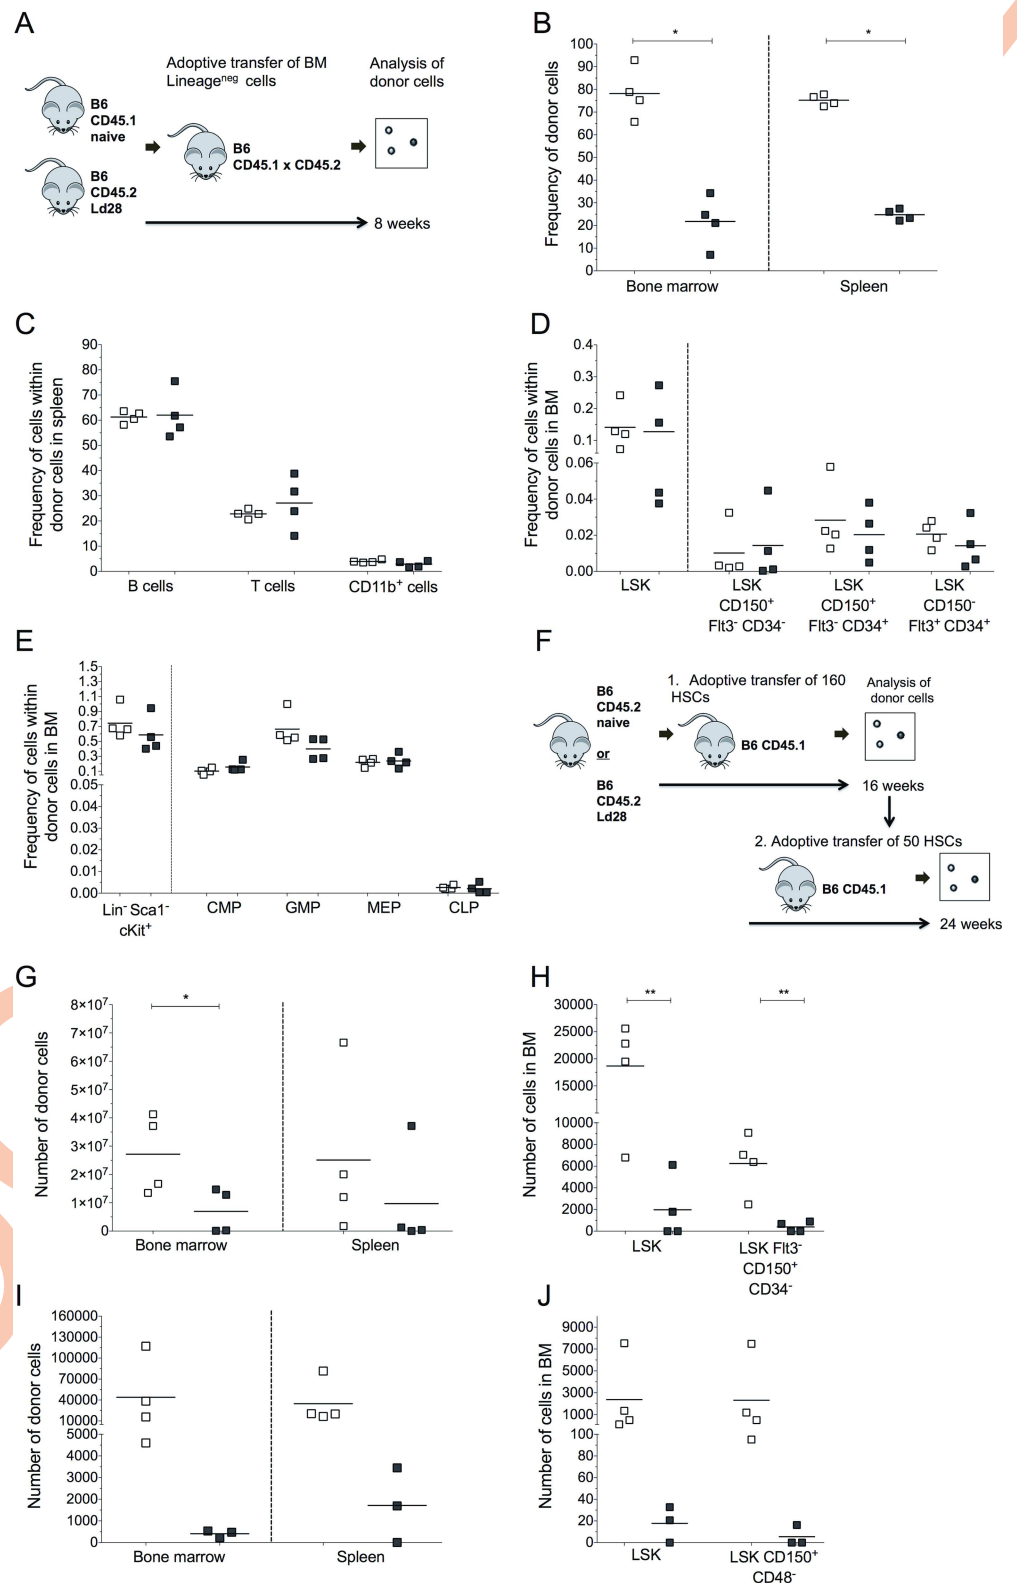 A
Adoptive transfer of BM
Lineage^neg cells
Analysis of
donor cells
B6
CD45.1
naive
B6
CD45.2
Ld28
B6
CD45.1 x CD45.2
8 weeks
B
Frequency of donor cells
100
90
80
70
60
50
40
30
20
10
0
*
*
Bone marrow
Spleen
C
Frequency of cells within
donor cells in spleen
90
80
70
60
50
40
30
20
10
0
B cells
T cells
CD11b⁺ cells
D
Frequency of cells within
donor cells in BM
0.4
0.3
0.2
0.1
0.06
0.04
0.02
0.00
LSK
LSK
CD150⁺
Flt3⁻ CD34⁻
LSK
CD150⁺
Flt3⁻ CD34⁺
LSK
CD150⁻
Flt3⁺ CD34⁺
E
Frequency of cells within
donor cells in BM
1.5
1.3
1.1
0.9
0.7
0.5
0.3
0.1
0.05
0.04
0.03
0.02
0.01
0.00
Lin⁻ Sca1⁻
cKit⁺
CMP
GMP
MEP
CLP
F
B6
CD45.2
naive
or
B6
CD45.2
Ld28
1. Adoptive transfer of 160
HSCs
B6 CD45.1
Analysis of
donor cells
16 weeks
2. Adoptive transfer of 50 HSCs
B6 CD45.1
24 weeks
G
Number of donor cells
8×10⁷
7×10⁷
6×10⁷
5×10⁷
4×10⁷
3×10⁷
2×10⁷
1×10⁷
0
*
Bone marrow
Spleen
H
Number of cells in BM
30000
25000
20000
15000
10000
10000
8000
6000
4000
2000
0
**
**
LSK
LSK Flt3⁻
CD150⁺
CD34⁻
I
Number of donor cells
160000
130000
100000
70000
40000
10000
5000
4000
3000
2000
1000
0
Bone marrow
Spleen
J
Number of cells in BM
9000
7000
5000
3000
1000
100
80
60
40
20
0
LSK
LSK CD150⁺
CD48⁻